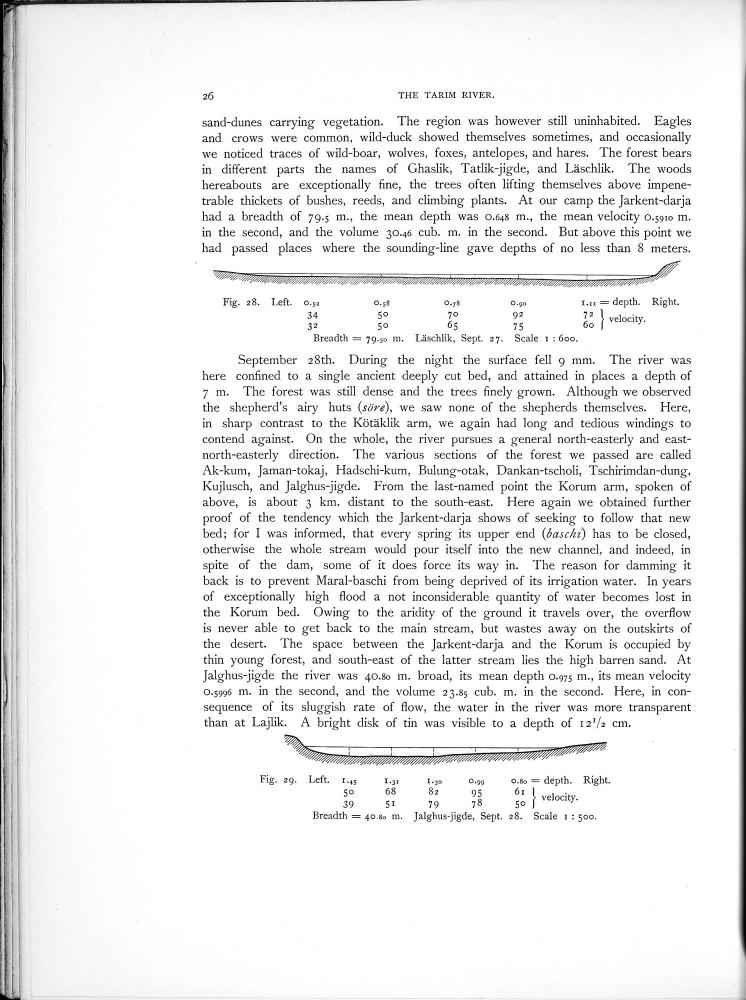 26
THE TARIM RIVER.
sand-dunes carrying vegetation. The region was however still uninhabited. Eagles
and crows were common, wild-duck showed themselves sometimes, and occasionally
we noticed traces of wild-boar, wolves, foxes, antelopes, and hares. The forest bears
in different parts the names of Ghaslik, Tatlik-jigde, and Läschlik. The woods
hereabouts are exceptionally fine, the trees often lifting themselves above impene-
trable thickets of bushes, reeds, and climbing plants. At our camp the Jarkent-darja
had a breadth of 79.5 m., the mean depth was 0.648 m., the mean velocity 0.5910 m.
in the second, and the volume 30.46 cub. m. in the second. But above this point we
had passed places where the sounding-line gave depths of no less than 8 meters.
Fig. 28. Left. 0.52 0.58 0.78 0.90 1.11 = depth. Right.
34 50 70 92 72
32 50 65 75 60 } velocity.
Breadth = 79.50 m. Läschlik, Sept. 27. Scale 1 : 600.
September 28th. During the night the surface fell 9 mm. The river was
here confined to a single ancient deeply cut bed, and attained in places a depth of
7 m. The forest was still dense and the trees finely grown. Although we observed
the shepherd's airy huts (söre), we saw none of the shepherds themselves. Here,
in sharp contrast to the Kötäklik arm, we again had long and tedious windings to
contend against. On the whole, the river pursues a general north-easterly and east-
north-easterly direction. The various sections of the forest we passed are called
Ak-kum, Jaman-tokaj, Hadschi-kum, Bulung-otak, Dankan-tscholi, Tschirimdan-dung,
Kujlusch, and Jalghus-jigde. From the last-named point the Korum arm, spoken of
above, is about 3 km. distant to the south-east. Here again we obtained further
proof of the tendency which the Jarkent-darja shows of seeking to follow that new
bed; for I was informed, that every spring its upper end (baschi) has to be closed,
otherwise the whole stream would pour itself into the new channel, and indeed, in
spite of the dam, some of it does force its way in. The reason for damming it
back is to prevent Maral-baschi from being deprived of its irrigation water. In years
of exceptionally high flood a not inconsiderable quantity of water becomes lost in
the Korum bed. Owing to the aridity of the ground it travels over, the overflow
is never able to get back to the main stream, but wastes away on the outskirts of
the desert. The space between the Jarkent-darja and the Korum is occupied by
thin young forest, and south-east of the latter stream lies the high barren sand. At
Jalghus-jigde the river was 40.80 m. broad, its mean depth 0.975 m., its mean velocity
0.5996 m. in the second, and the volume 23.85 cub. m. in the second. Here, in con-
sequence of its sluggish rate of flow, the water in the river was more transparent
than at Lajlik. A bright disk of tin was visible to a depth of 12 1/2 cm.
Fig. 29. Left. 1.45 1.31 1.30 0.99 0.80 = depth. Right.
50 68 82 95 61
39 51 79 78 50 } velocity.
Breadth = 40.80 m. Jalghus-jigde, Sept. 28. Scale 1 : 500.